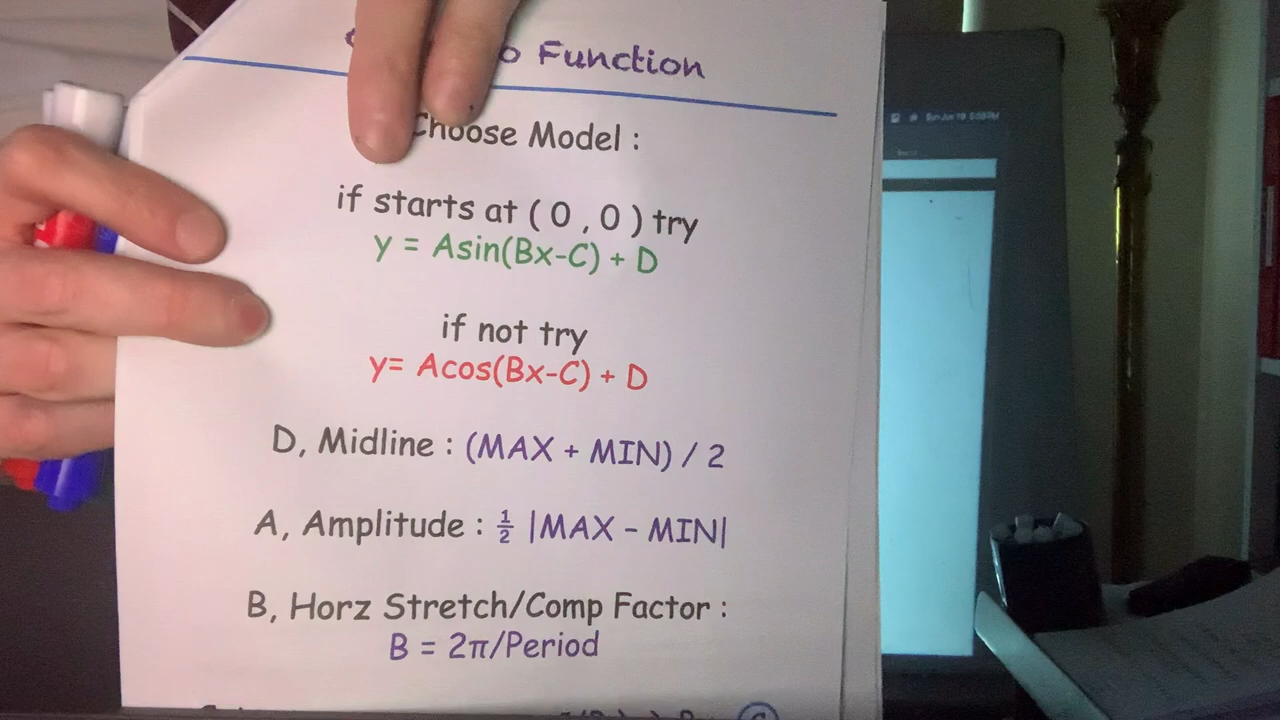 Function
Choose Model :
if starts at ( 0 , 0 ) try
y = Asin(Bx-C) + D
if not try
y= Acos(Bx-C) + D
D, Midline : (MAX + MIN) / 2
A, Amplitude : ½ |MAX - MIN|
B, Horz Stretch/Comp Factor :
B = 2π/Period